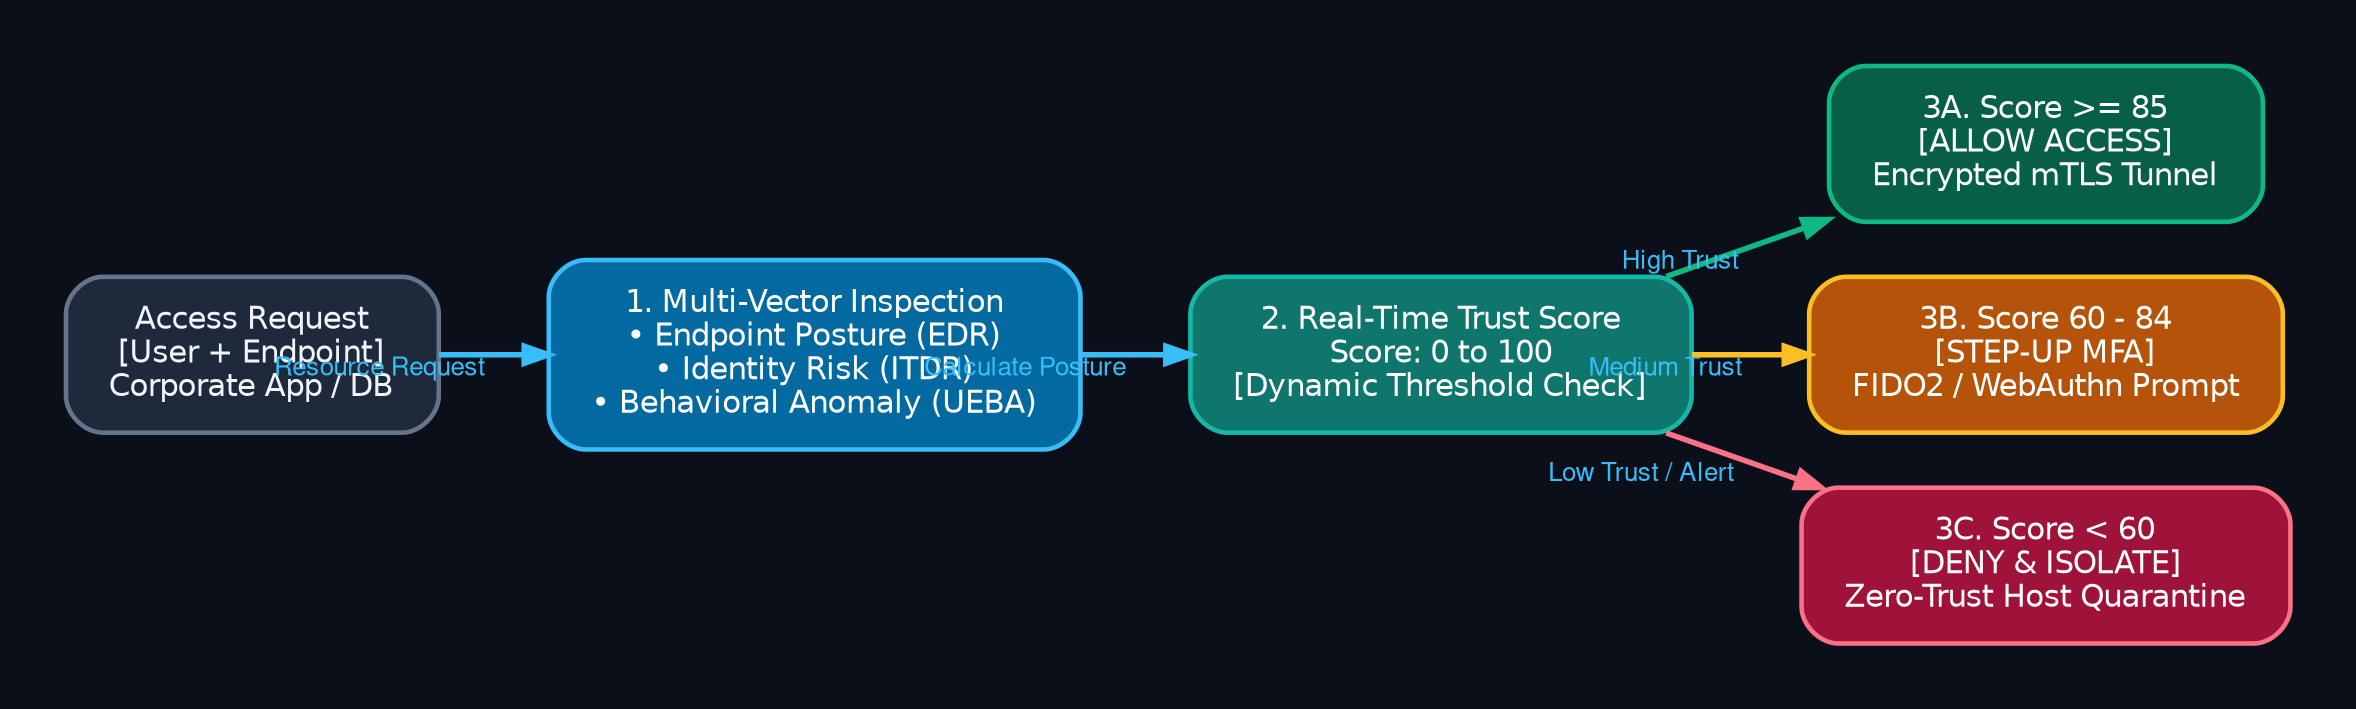 Access Request
[User + Endpoint]
Corporate App / DB
Resource Request
1. Multi-Vector Inspection
• Endpoint Posture (EDR)
• Identity Risk (ITDR)
• Behavioral Anomaly (UEBA)
Calculate Posture
2. Real-Time Trust Score
Score: 0 to 100
[Dynamic Threshold Check]
High Trust
3A. Score >= 85
[ALLOW ACCESS]
Encrypted mTLS Tunnel
Medium Trust
3B. Score 60 - 84
[STEP-UP MFA]
FIDO2 / WebAuthn Prompt
Low Trust / Alert
3C. Score < 60
[DENY & ISOLATE]
Zero-Trust Host Quarantine